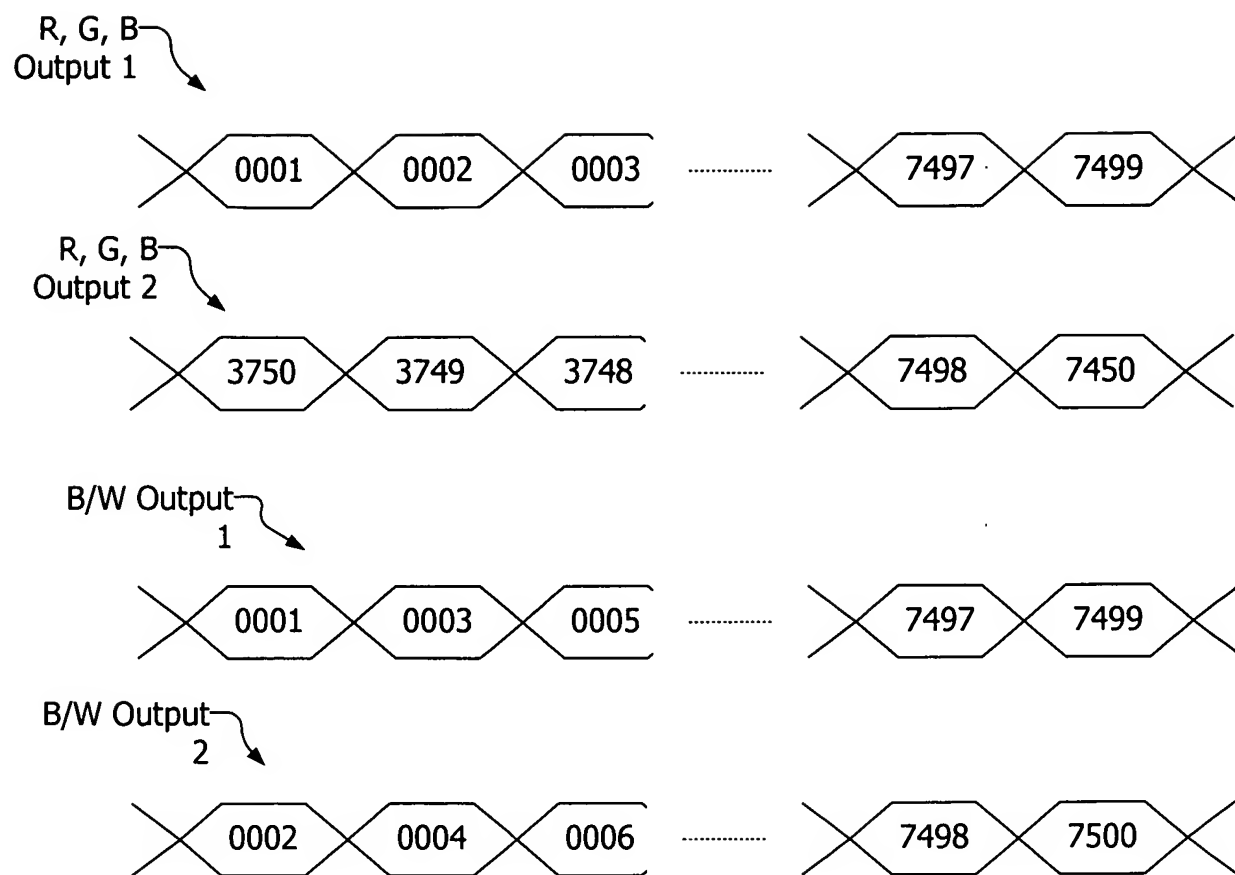 R, G, B
Output 1
0001 0002 0003 7497 7499
R, G, B
Output 2
3750 3749 3748 7498 7450
B/W Output
1
0001 0003 0005 7497 7499
B/W Output
2
0002 0004 0006 7498 7500